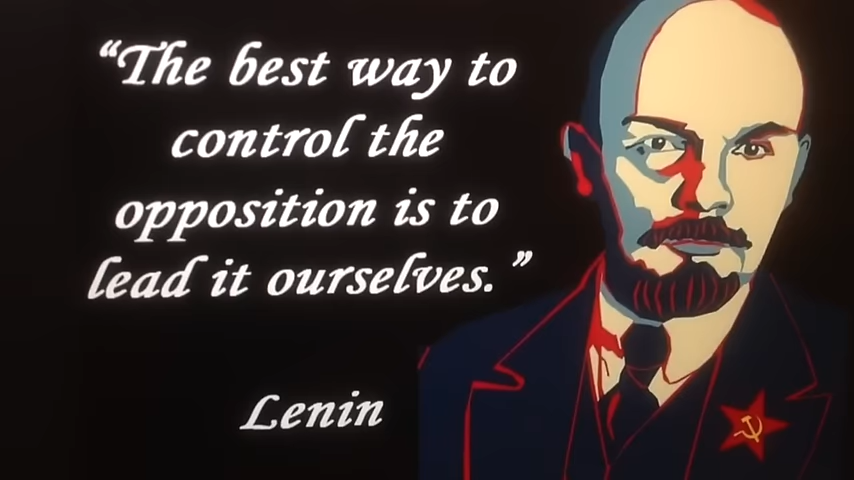 “The best way to
control the
opposition is to
lead it ourselves.”
Lenin